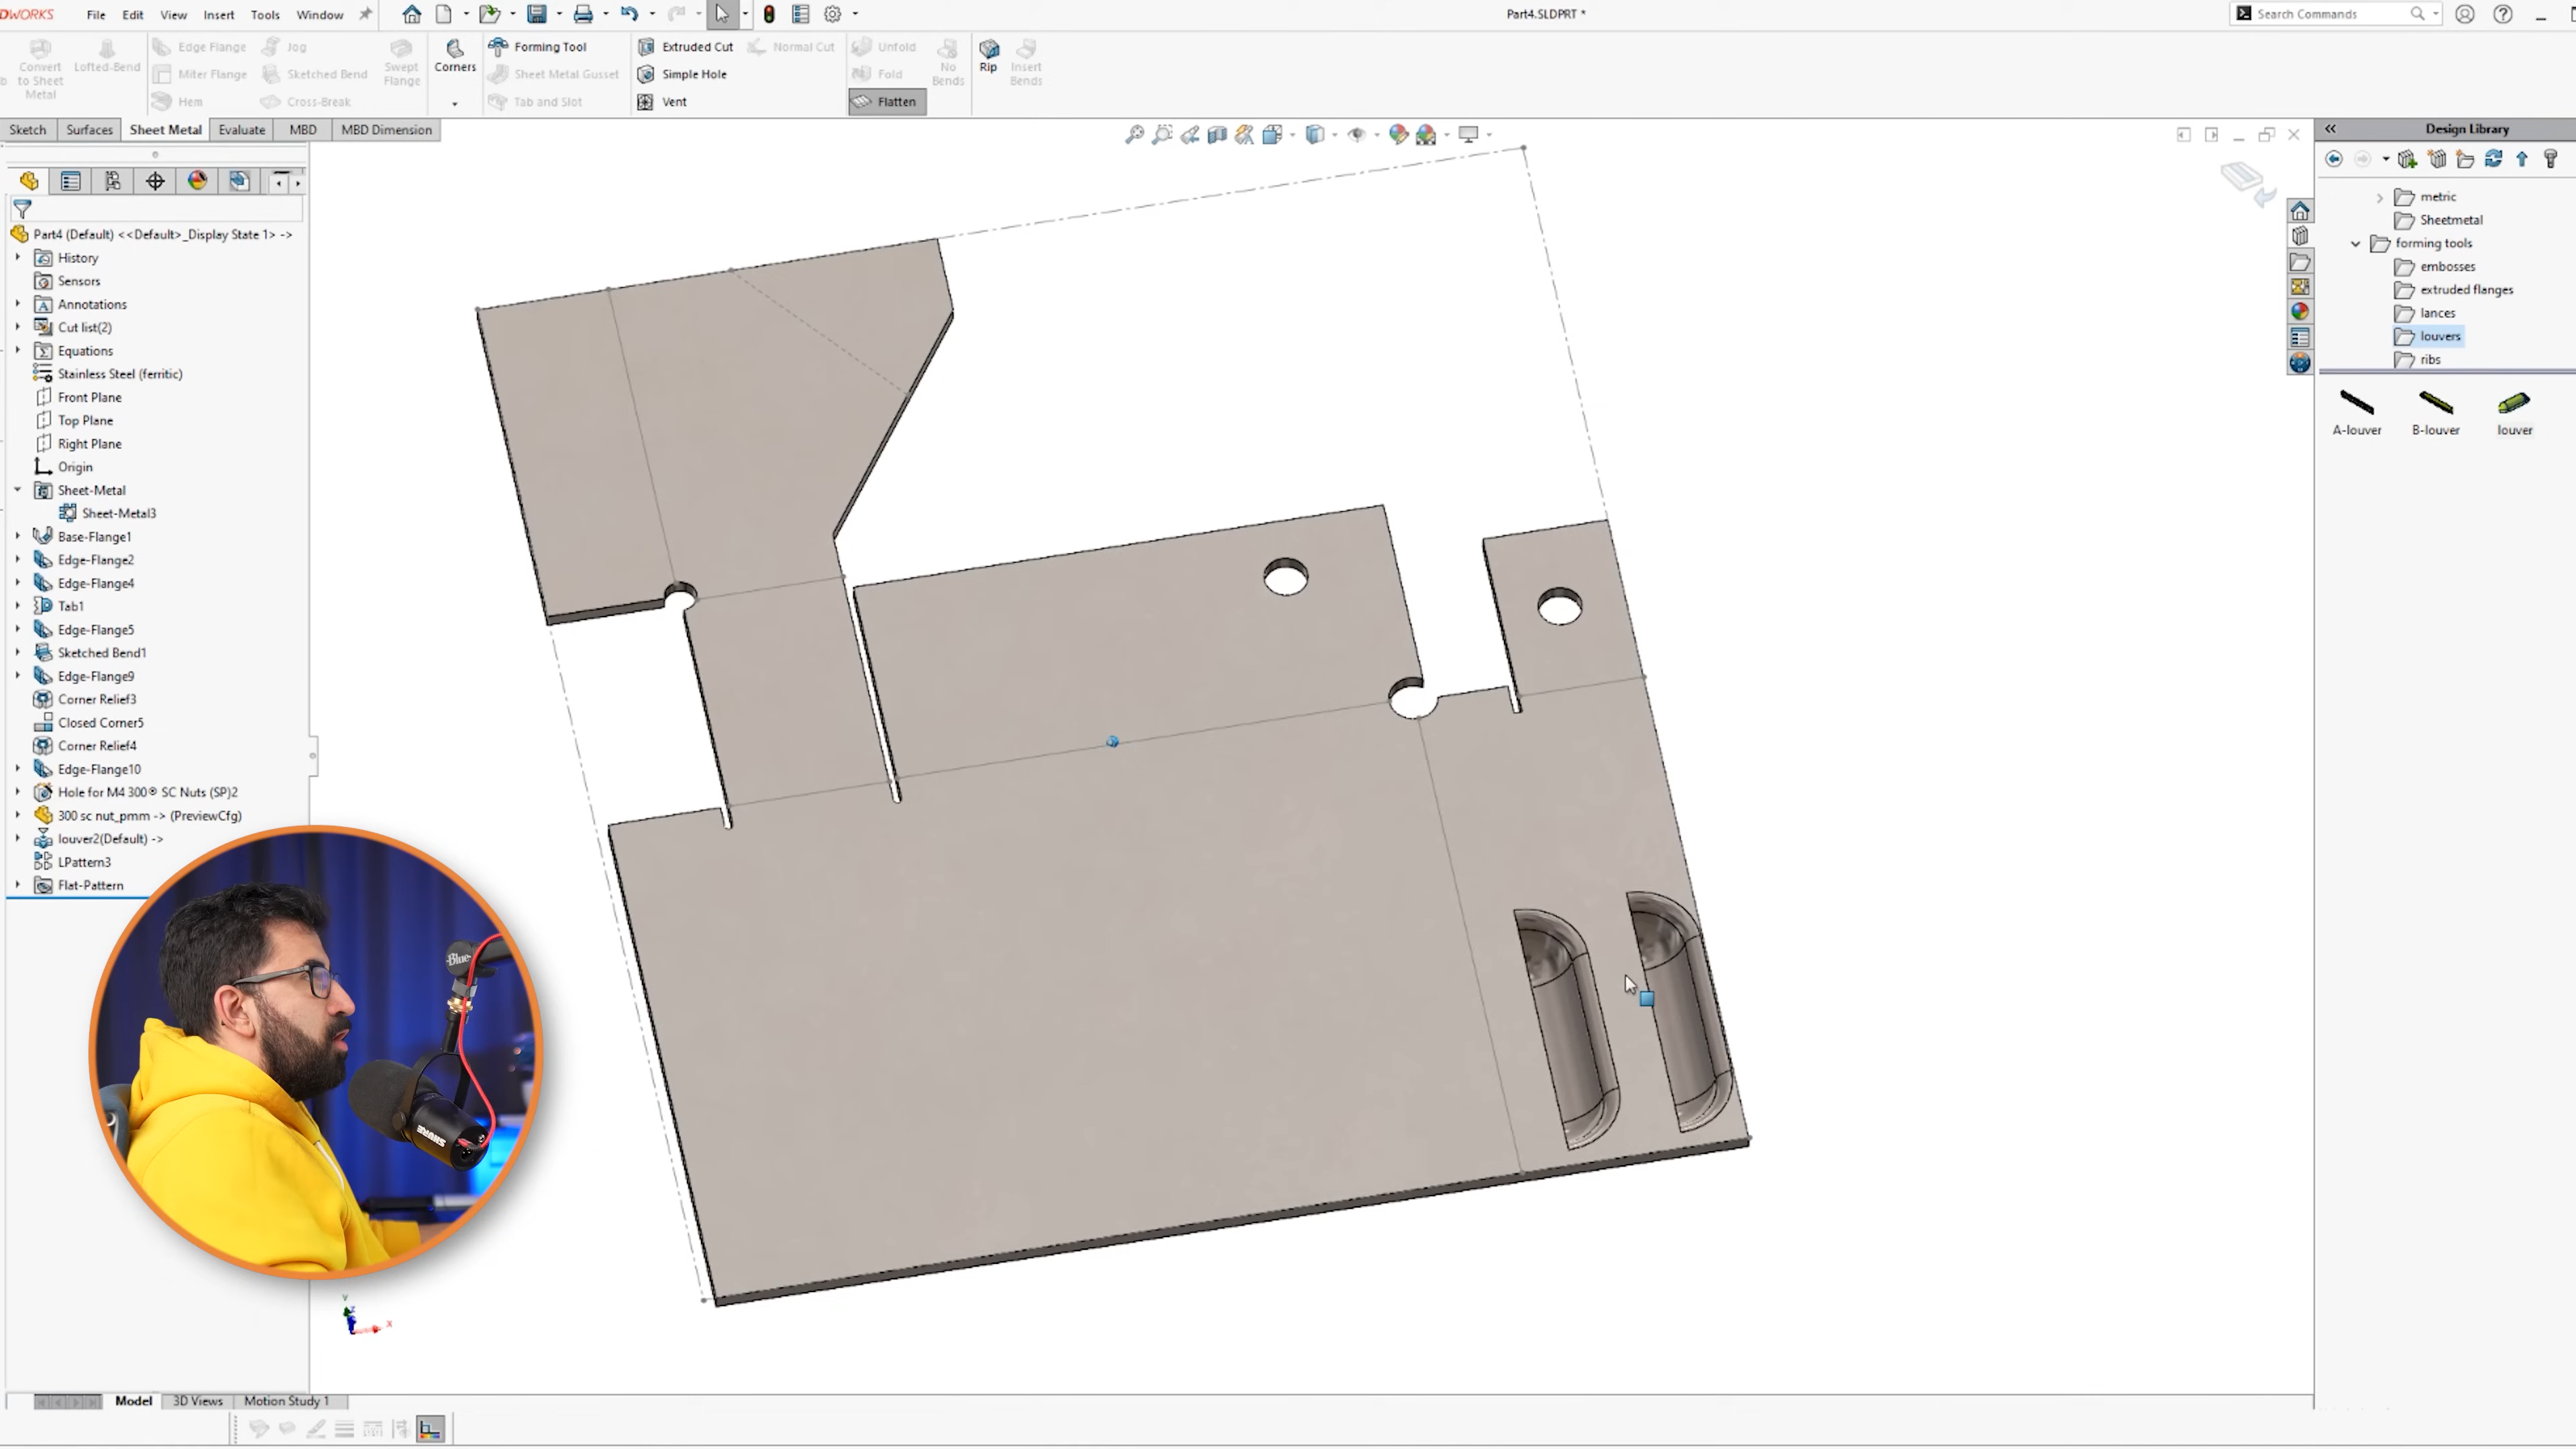 DWORKS File Edit View Insert Tools Window
Part4.SLDPRT *
Search Commands
Convert to Sheet Metal
Lofted-Bend
Edge Flange
Miter Flange
Hem
Jog
Sketched Bend
Cross-Break
Swept Flange
Corners
Forming Tool
Sheet Metal Gusset
Tab and Slot
Extruded Cut
Simple Hole
Vent
Normal Cut
Unfold
Fold
Flatten
No Bends
Rip
Insert Bends
Sketch Surfaces Sheet Metal Evaluate MBD MBD Dimension
Part4 (Default) <<Default>_Display State 1> ->
History
Sensors
Annotations
Cut list(2)
Equations
Stainless Steel (ferritic)
Front Plane
Top Plane
Right Plane
Origin
Sheet-Metal
Sheet-Metal3
Base-Flange1
Edge-Flange2
Edge-Flange4
Tab1
Edge-Flange5
Sketched Bend1
Edge-Flange9
Corner Relief3
Closed Corner5
Corner Relief4
Edge-Flange10
Hole for M4 300® SC Nuts (SP)2
300 sc nut_pmm -> (PreviewCfg)
louver2(Default) ->
LPattern3
Flat-Pattern
Design Library
metric
Sheetmetal
forming tools
embosses
extruded flanges
lances
louvers
ribs
A-louver B-louver louver
Blue
SHURE
Y
Z
X
Model 3D Views Motion Study 1